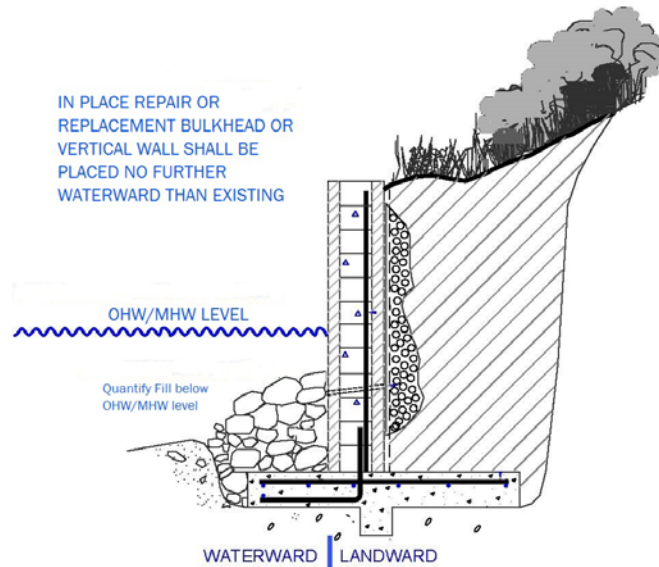 IN PLACE REPAIR OR
REPLACEMENT BULKHEAD OR
VERTICAL WALL SHALL BE
PLACED NO FURTHER
WATERWARD THAN EXISTING
OHW/MHW LEVEL
Quantify Fill below
OHW/MHW level
WATERWARD LANDWARD